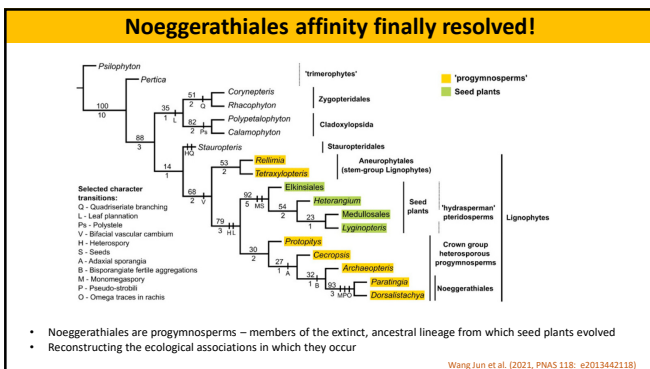 Noeggerathiales affinity finally resolved!
Psilophyton
Pertica
'trimerophytes'
'progymnosperms'
Seed plants
100
10
88
3
35
1 L
51
2 Q
Corynepteris
Rhacophyton
Zygopteridales
82
2 Ps
Polypetalophyton
Calamophyton
Cladoxylopsida
14
1
HQ
Stauropteris
Stauropteridales
68
2 V
53
2
Rellimia
Tetraxylopteris
Aneurophytales
(stem-group Lignophytes)
79
3 H L
92
5 MS
Elkinsiales
54
2
Heterangium
23
1
Medullosales
Lyginopteris
Seed
plants
'hydrasperman'
pteridosperms
Lignophytes
30
2
Protopitys
27
1 A
Cecropsis
32
1 B
Archaeopteris
93
3 MPO
Paratingia
Dorsalistachya
Crown group
heterosporous
progymnosperms
Noeggerathiales
Selected character
transitions:
Q - Quadriseriate branching
L - Leaf plannation
Ps - Polystele
V - Bifacial vascular cambium
H - Heterospory
S - Seeds
A - Adaxial sporangia
B - Bisporangiate fertile aggregations
M - Monomegaspory
P - Pseudo-strobili
O - Omega traces in rachis
• Noeggerathiales are progymnosperms – members of the extinct, ancestral lineage from which seed plants evolved
• Reconstructing the ecological associations in which they occur
Wang Jun et al. (2021, PNAS 118: e2013442118)